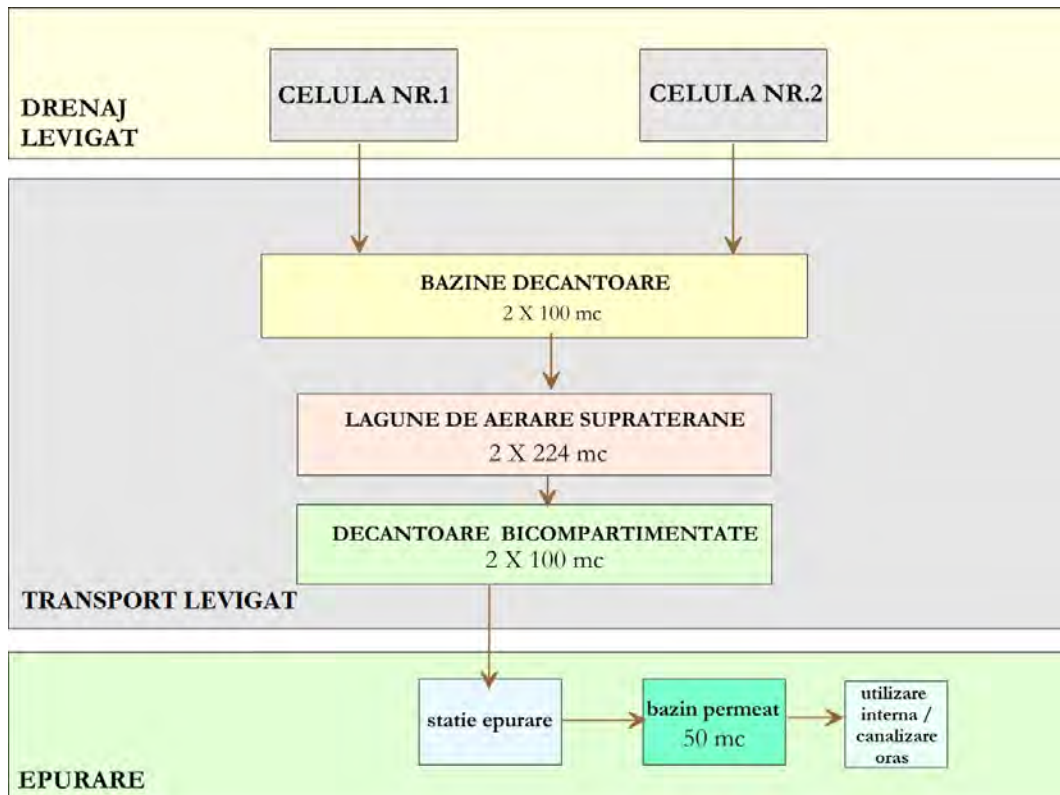 DRENAJ
LEVIGAT
CELULA NR.1
CELULA NR.2
BAZINE DECANTOARE
2 X 100 mc
LAGUNE DE AERARE SUPRATERANE
2 X 224 mc
DECANTOARE BICOMPARTIMENTATE
2 X 100 mc
TRANSPORT LEVIGAT
statie epurare
bazin permeat
50 mc
utilizare
interna /
canalizare
oras
EPURARE